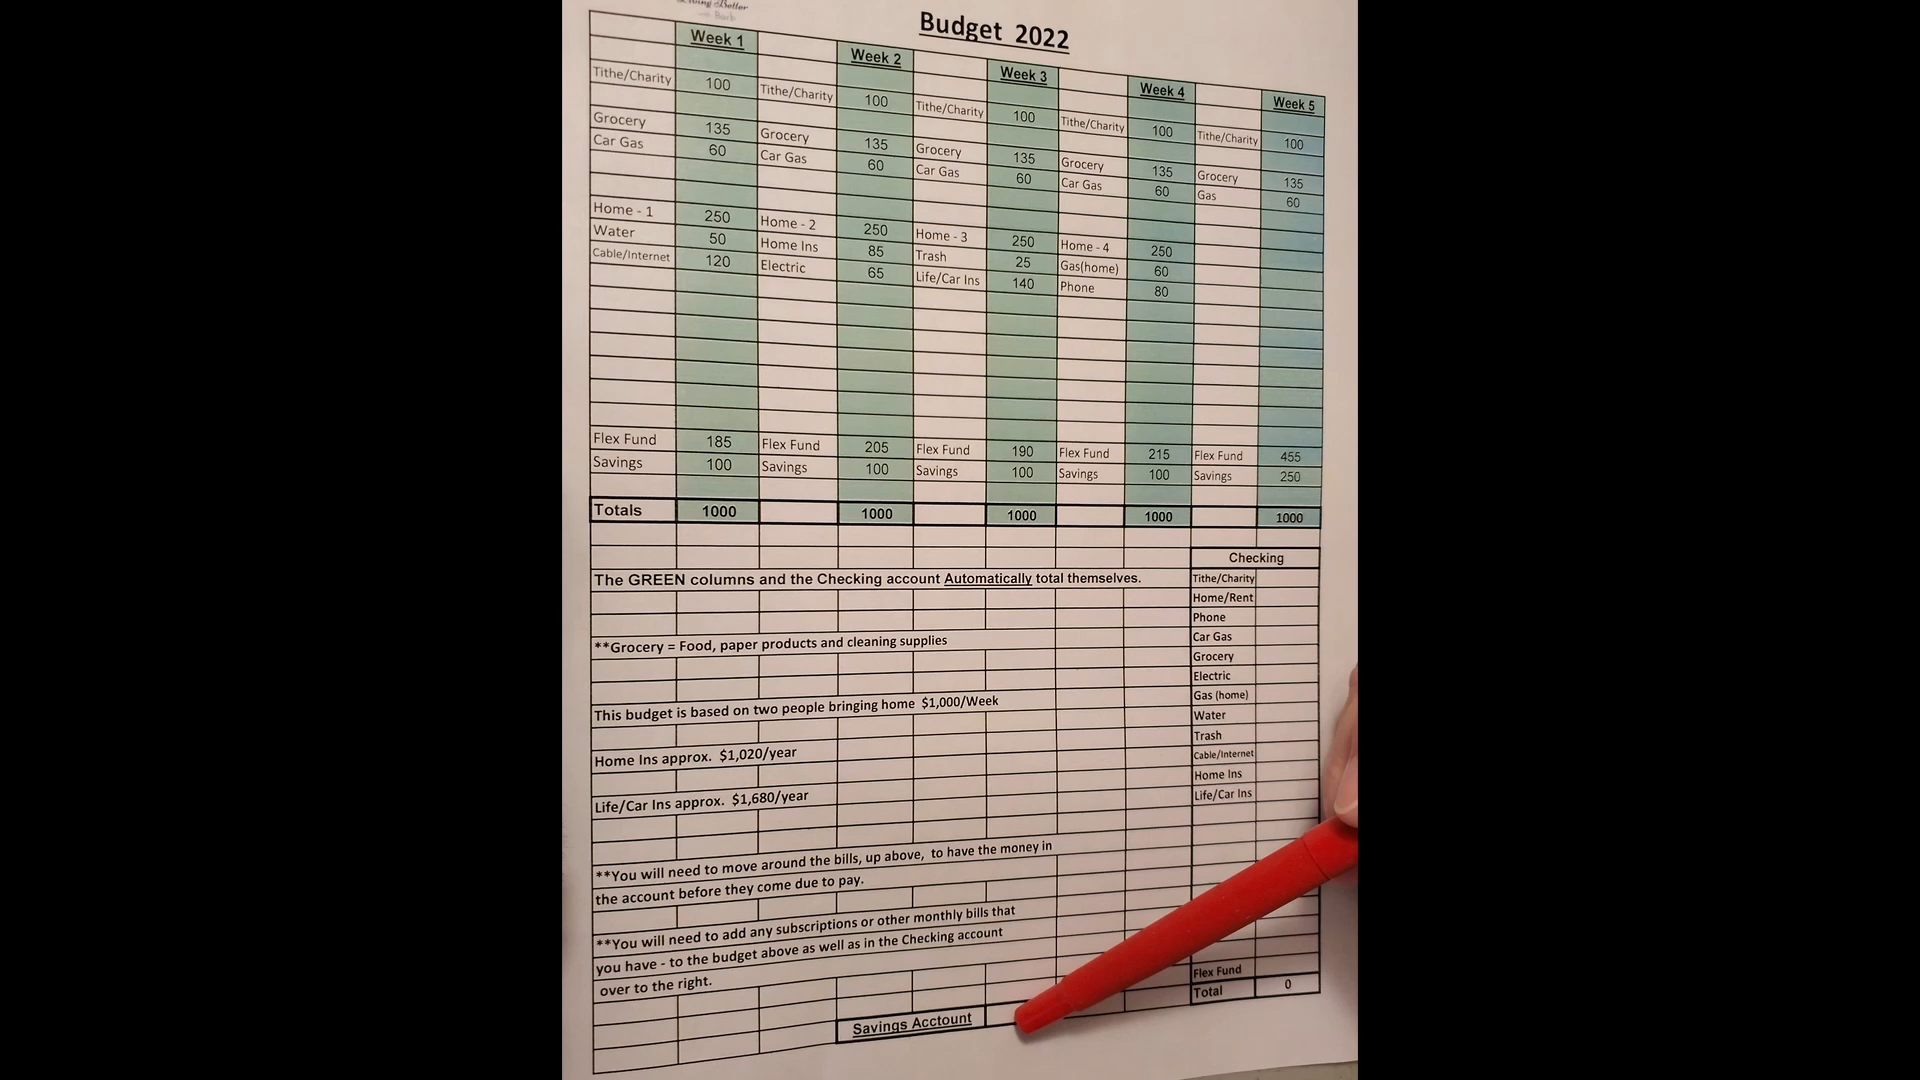 Living Better
Budget 2022
Week 1 Week 2 Week 3 Week 4 Week 5
Tithe/Charity 100 Tithe/Charity 100 Tithe/Charity 100 Tithe/Charity 100 Tithe/Charity 100
Grocery 135 Grocery 135 Grocery 135 Grocery 135 Grocery 135
Car Gas 60 Car Gas 60 Car Gas 60 Car Gas 60 Gas 60
Home - 1 250 Home - 2 250 Home - 3 250 Home - 4 250
Water 50 Home Ins 85 Trash 25 Gas(home) 60
Cable/Internet 120 Electric 65 Life/Car Ins 140 Phone 80
Flex Fund 185 Flex Fund 205 Flex Fund 190 Flex Fund 215 Flex Fund 455
Savings 100 Savings 100 Savings 100 Savings 100 Savings 250
Totals 1000 1000 1000 1000 1000
The GREEN columns and the Checking account Automatically total themselves.
**Grocery = Food, paper products and cleaning supplies
This budget is based on two people bringing home $1,000/Week
Home Ins approx. $1,020/year
Life/Car Ins approx. $1,680/year
**You will need to move around the bills, up above, to have the money in
the account before they come due to pay.
**You will need to add any subscriptions or other monthly bills that
you have - to the budget above as well as in the Checking account
over to the right.
Savings Acctount
Checking
Tithe/Charity
Home/Rent
Phone
Car Gas
Grocery
Electric
Gas (home)
Water
Trash
Cable/Internet
Home Ins
Life/Car Ins
Flex Fund
Total 0